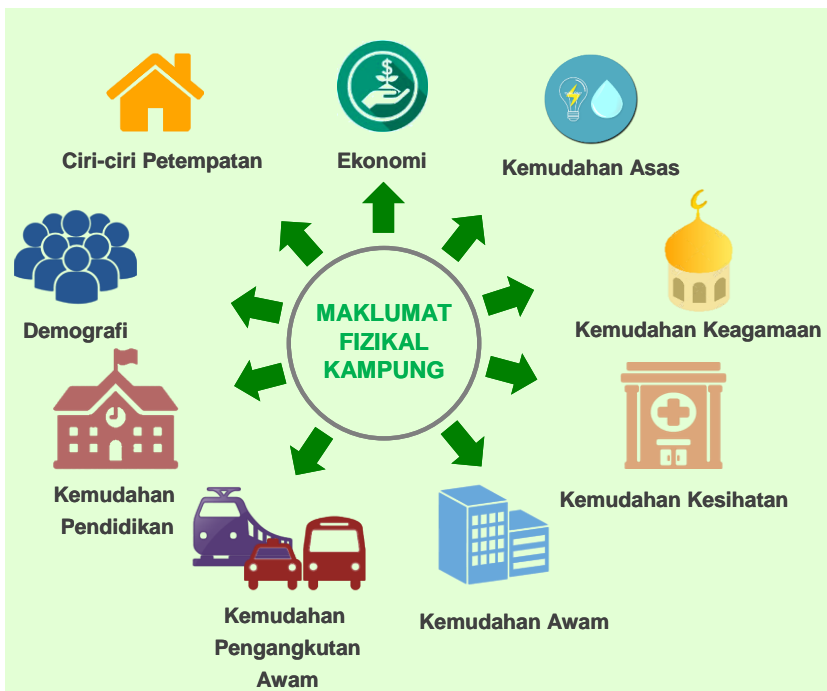 Ciri-ciri Petempatan
Ekonomi
Kemudahan Asas
Demografi
MAKLUMAT
FIZIKAL
KAMPUNG
Kemudahan Keagamaan
Kemudahan
Pendidikan
Kemudahan Kesihatan
Kemudahan
Pengangkutan
Awam
Kemudahan Awam